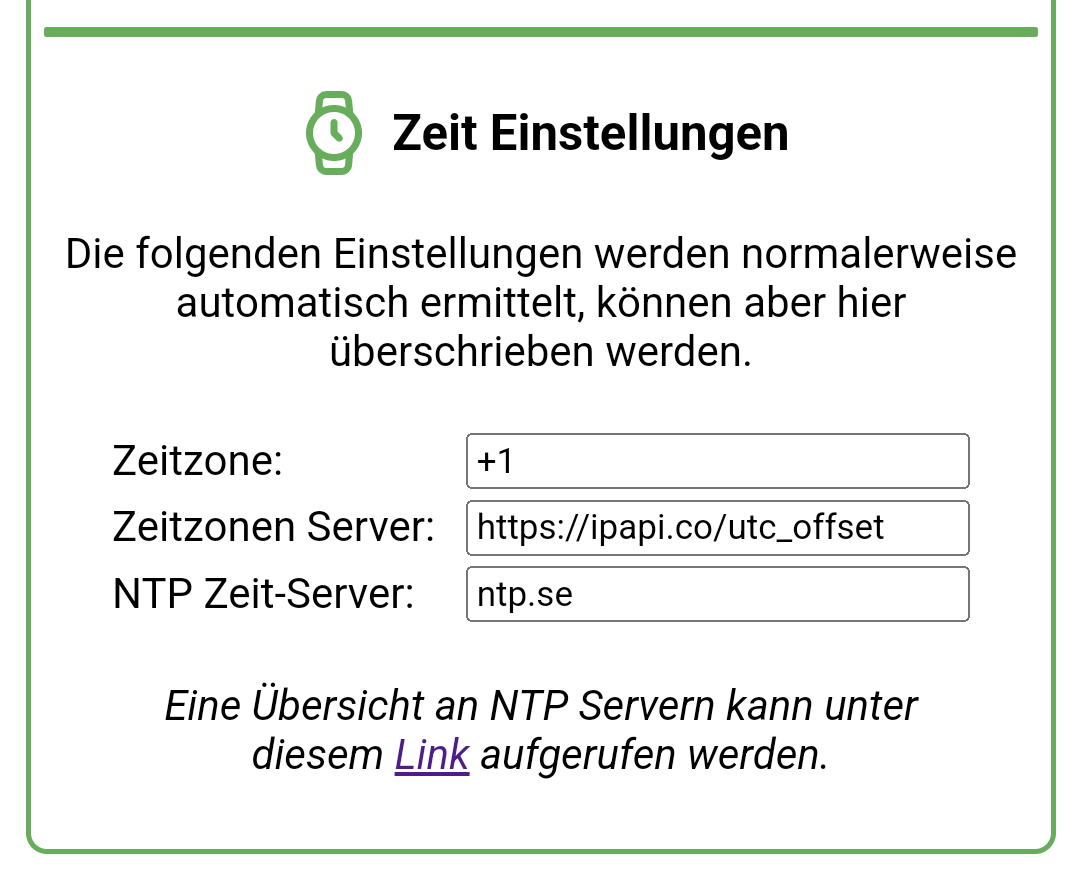 Zeit Einstellungen
Die folgenden Einstellungen werden normalerweise
automatisch ermittelt, können aber hier
überschrieben werden.
Zeitzone: +1
Zeitzonen Server: https://ipapi.co/utc_offset
NTP Zeit-Server: ntp.se
Eine Übersicht an NTP Servern kann unter
diesem Link aufgerufen werden.